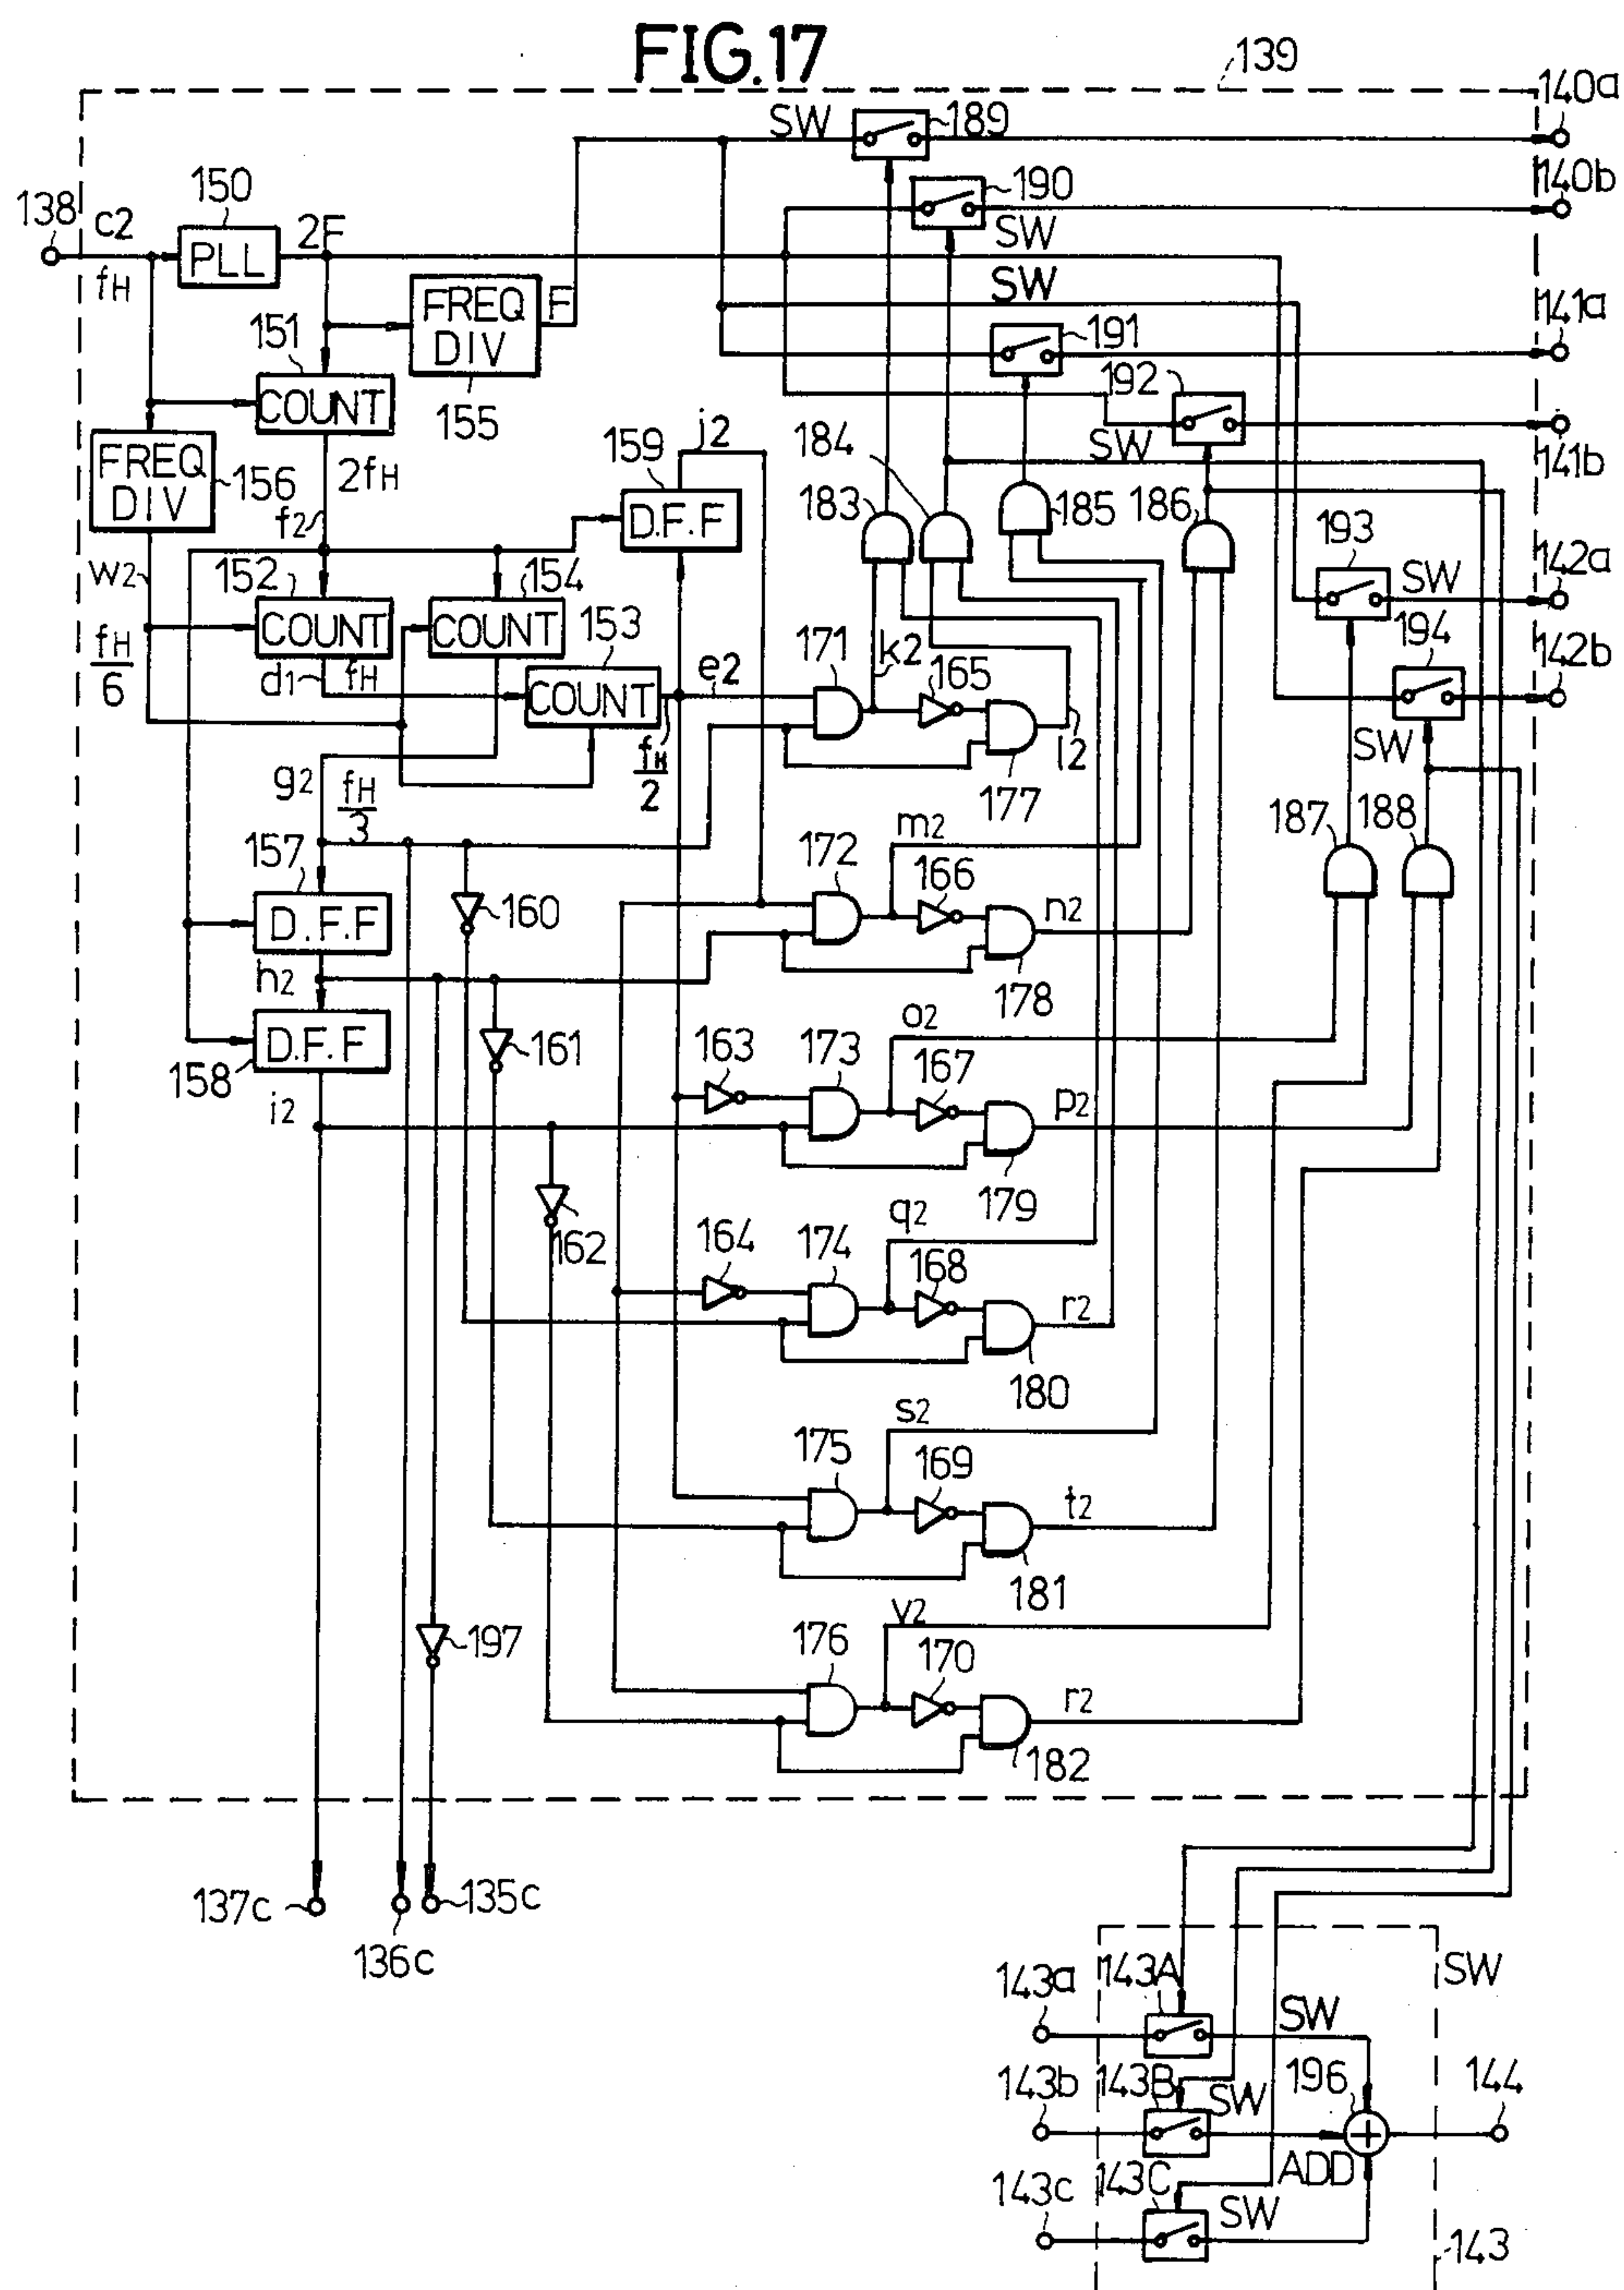 FIG.17
139
140a
SW
189
150
190
140b
138
c2
2F
PLL
SW
fH
FREQ
DIV
F
SW
141a
151
191
COUNT
155
192
j2
159
184
SW
141b
FREQ
DIV
156
2fH
183
185
186
f2
D.F.F
193
142a
w2
SW
152
154
194
COUNT
COUNT
153
fH
6
171
k2
142b
d1
fH
COUNT
e2
165
SW
fH
2
l2
g2
177
187
188
fH
3
m2
157
172
166
D.F.F
160
n2
h2
178
D.F.F
161
o2
158
163
173
167
i2
p2
162
179
q2
164
174
168
r2
180
s2
175
169
t2
181
v2
197
176
170
r2
182
137c
135c
136c
143a
143A
SW
SW
143b
143B
SW
196
144
143c
143C
ADD
SW
143